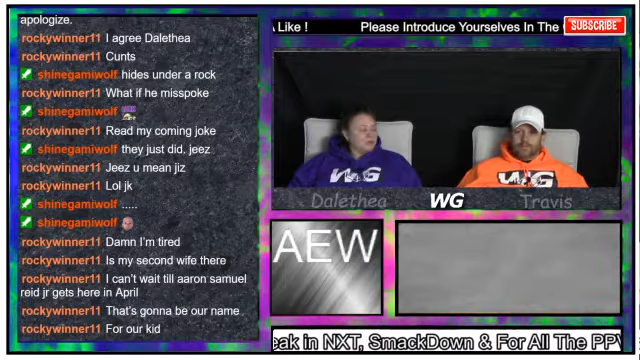 apologize.
rockywinner11 I agree Dalethea
rockywinner11 Cunts
shinegamiwolf hides under a rock
rockywinner11 What if he misspoke
shinegamiwolf
rockywinner11 Read my coming joke
shinegamiwolf they just did. jeez
rockywinner11 Jeez u mean jiz
rockywinner11 Lol jk
shinegamiwolf .....
shinegamiwolf
rockywinner11 Damn I'm tired
rockywinner11 Is my second wife there
rockywinner11 I can't wait till aaron samuel
reid jr gets here in April
rockywinner11 That's gonna be our name
rockywinner11 For our kid
Like ! Please Introduce Yourselves In The
SUBSCRIBE
WG
WG
Dalethea WG Travis
AEW
eak in NXT, SmackDown & For All The PPV